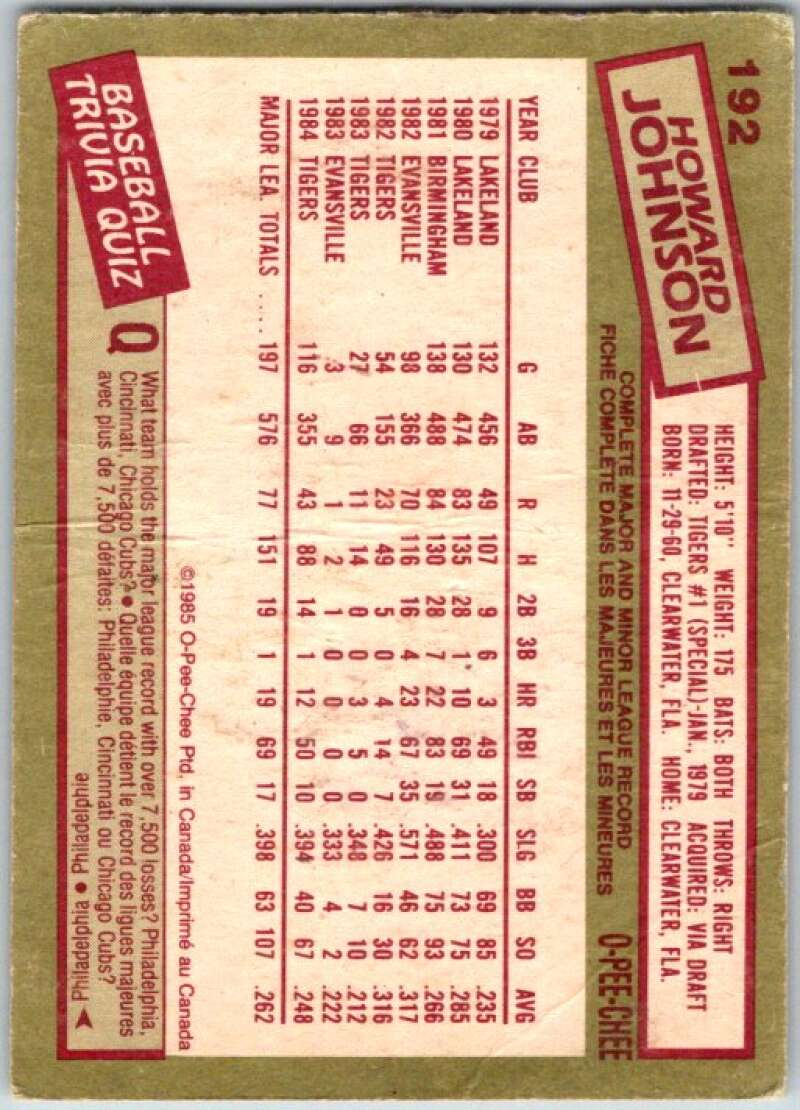 192
HOWARD
JOHNSON
HEIGHT: 5'10" WEIGHT: 175 BATS: BOTH THROWS: RIGHT
DRAFTED: TIGERS #1 (SPECIAL)-JAN., 1979 ACQUIRED: VIA DRAFT
BORN: 11-29-60, CLEARWATER, FLA. HOME: CLEARWATER, FLA.
COMPLETE MAJOR AND MINOR LEAGUE RECORD
FICHE COMPLÈTE DANS LES MAJEURES ET LES MINEURES
O-PEE-CHEE
YEAR CLUB G AB R H 2B 3B HR RBI SB SLG BB SO AVG
1979 LAKELAND 132 456 49 107 9 6 3 49 18 .300 69 85 .235
1980 LAKELAND 130 474 83 135 28 1 10 69 31 .411 73 75 .285
1981 BIRMINGHAM 138 488 84 130 28 7 22 83 19 .488 75 93 .266
1982 EVANSVILLE 98 366 70 116 16 4 23 67 35 .571 46 62 .317
1982 TIGERS 54 155 23 49 5 0 4 14 7 .426 16 30 .316
1983 TIGERS 27 66 11 14 0 0 3 5 0 .348 7 10 .212
1983 EVANSVILLE 3 9 1 2 1 0 0 0 0 .333 4 2 .222
1984 TIGERS 116 355 43 88 14 1 12 50 10 .394 40 67 .248
MAJOR LEA. TOTALS ..... 197 576 77 151 19 1 19 69 17 .398 63 107 .262
©1985 O-Pee-Chee Ptd. in Canada/Imprimé au Canada
BASEBALL
TRIVIA QUIZ
Q What team holds the major league record with over 7,500 losses? Philadelphia,
Cincinnati, Chicago Cubs? • Quelle équipe détient le record des ligues majeures
avec plus de 7,500 défaites: Philadelphie, Cincinnati ou Chicago Cubs?
Philadelphia • Philadelphie